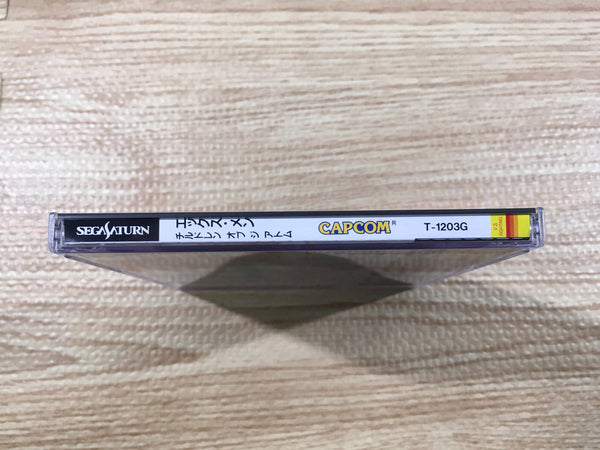 SEGA SATURN
エックス・メン
チルドレン オブ ジ アトム
CAPCOM®
T-1203G